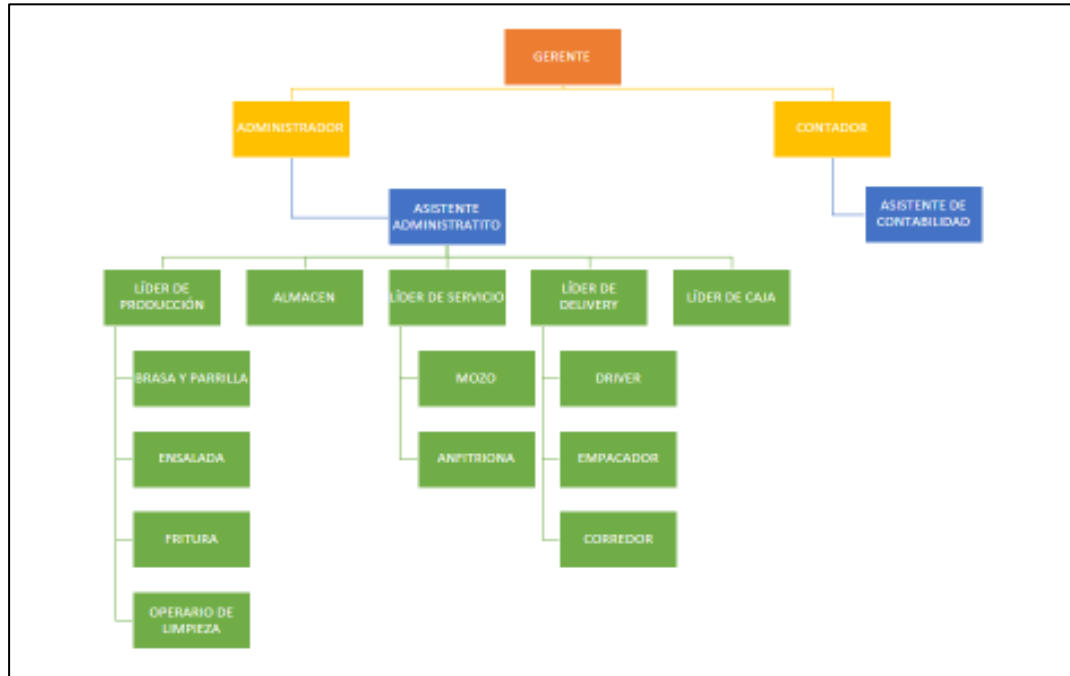 GERENTE
ADMINISTRADOR
CONTADOR
ASISTENTE
ADMINISTRATITO
ASISTENTE DE
CONTABILIDAD
LÍDER DE
PRODUCCIÓN
ALMACEN
LÍDER DE SERVICIO
LÍDER DE
DELIVERY
LÍDER DE CAJA
BRASA Y PARRILLA
MOZO
DRIVER
ENSALADA
ANFITRIONA
EMPACADOR
FRITURA
CORREDOR
OPERARIO DE
LIMPIEZA